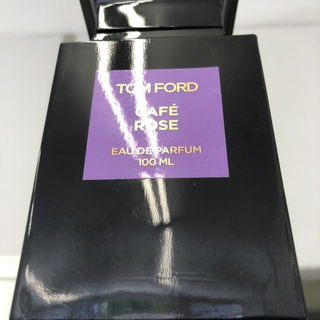 TOM FORD
CAFÉ
ROSE
EAU DE PARFUM
100 ML